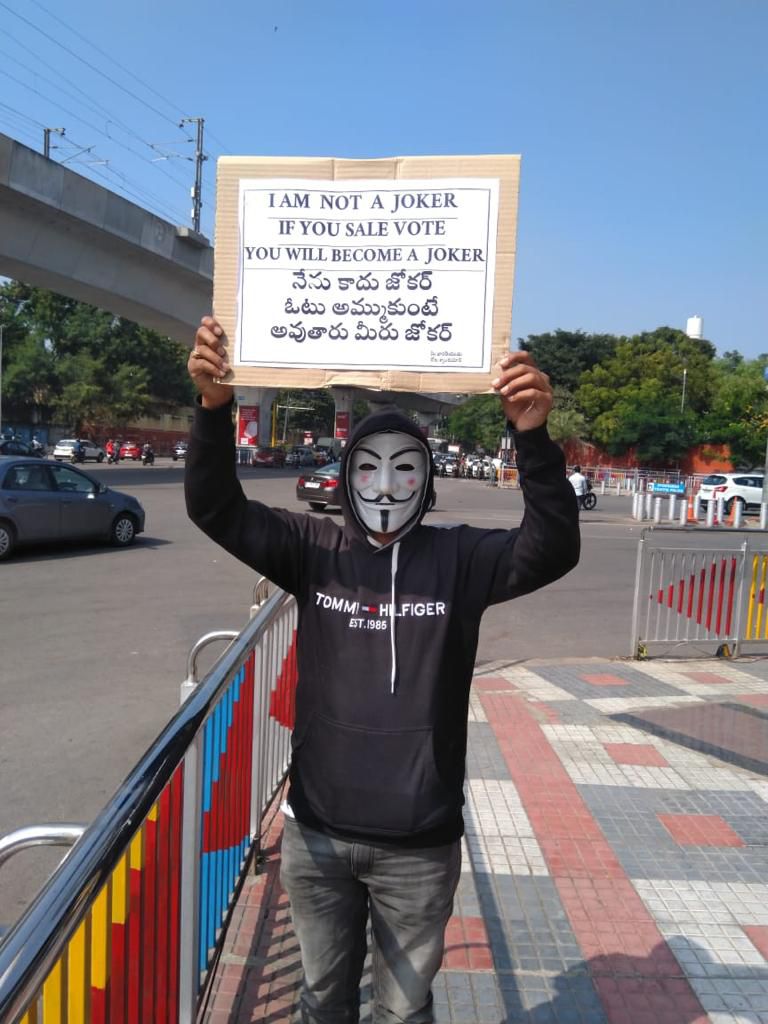 I AM NOT A JOKER
IF YOU SALE VOTE
YOU WILL BECOME A JOKER
నేను కాదు జోకర్
ఓటు అమ్ముకుంటే
అవుతారు మీరు జోకర్
TOMMY HILFIGER
EST. 1985